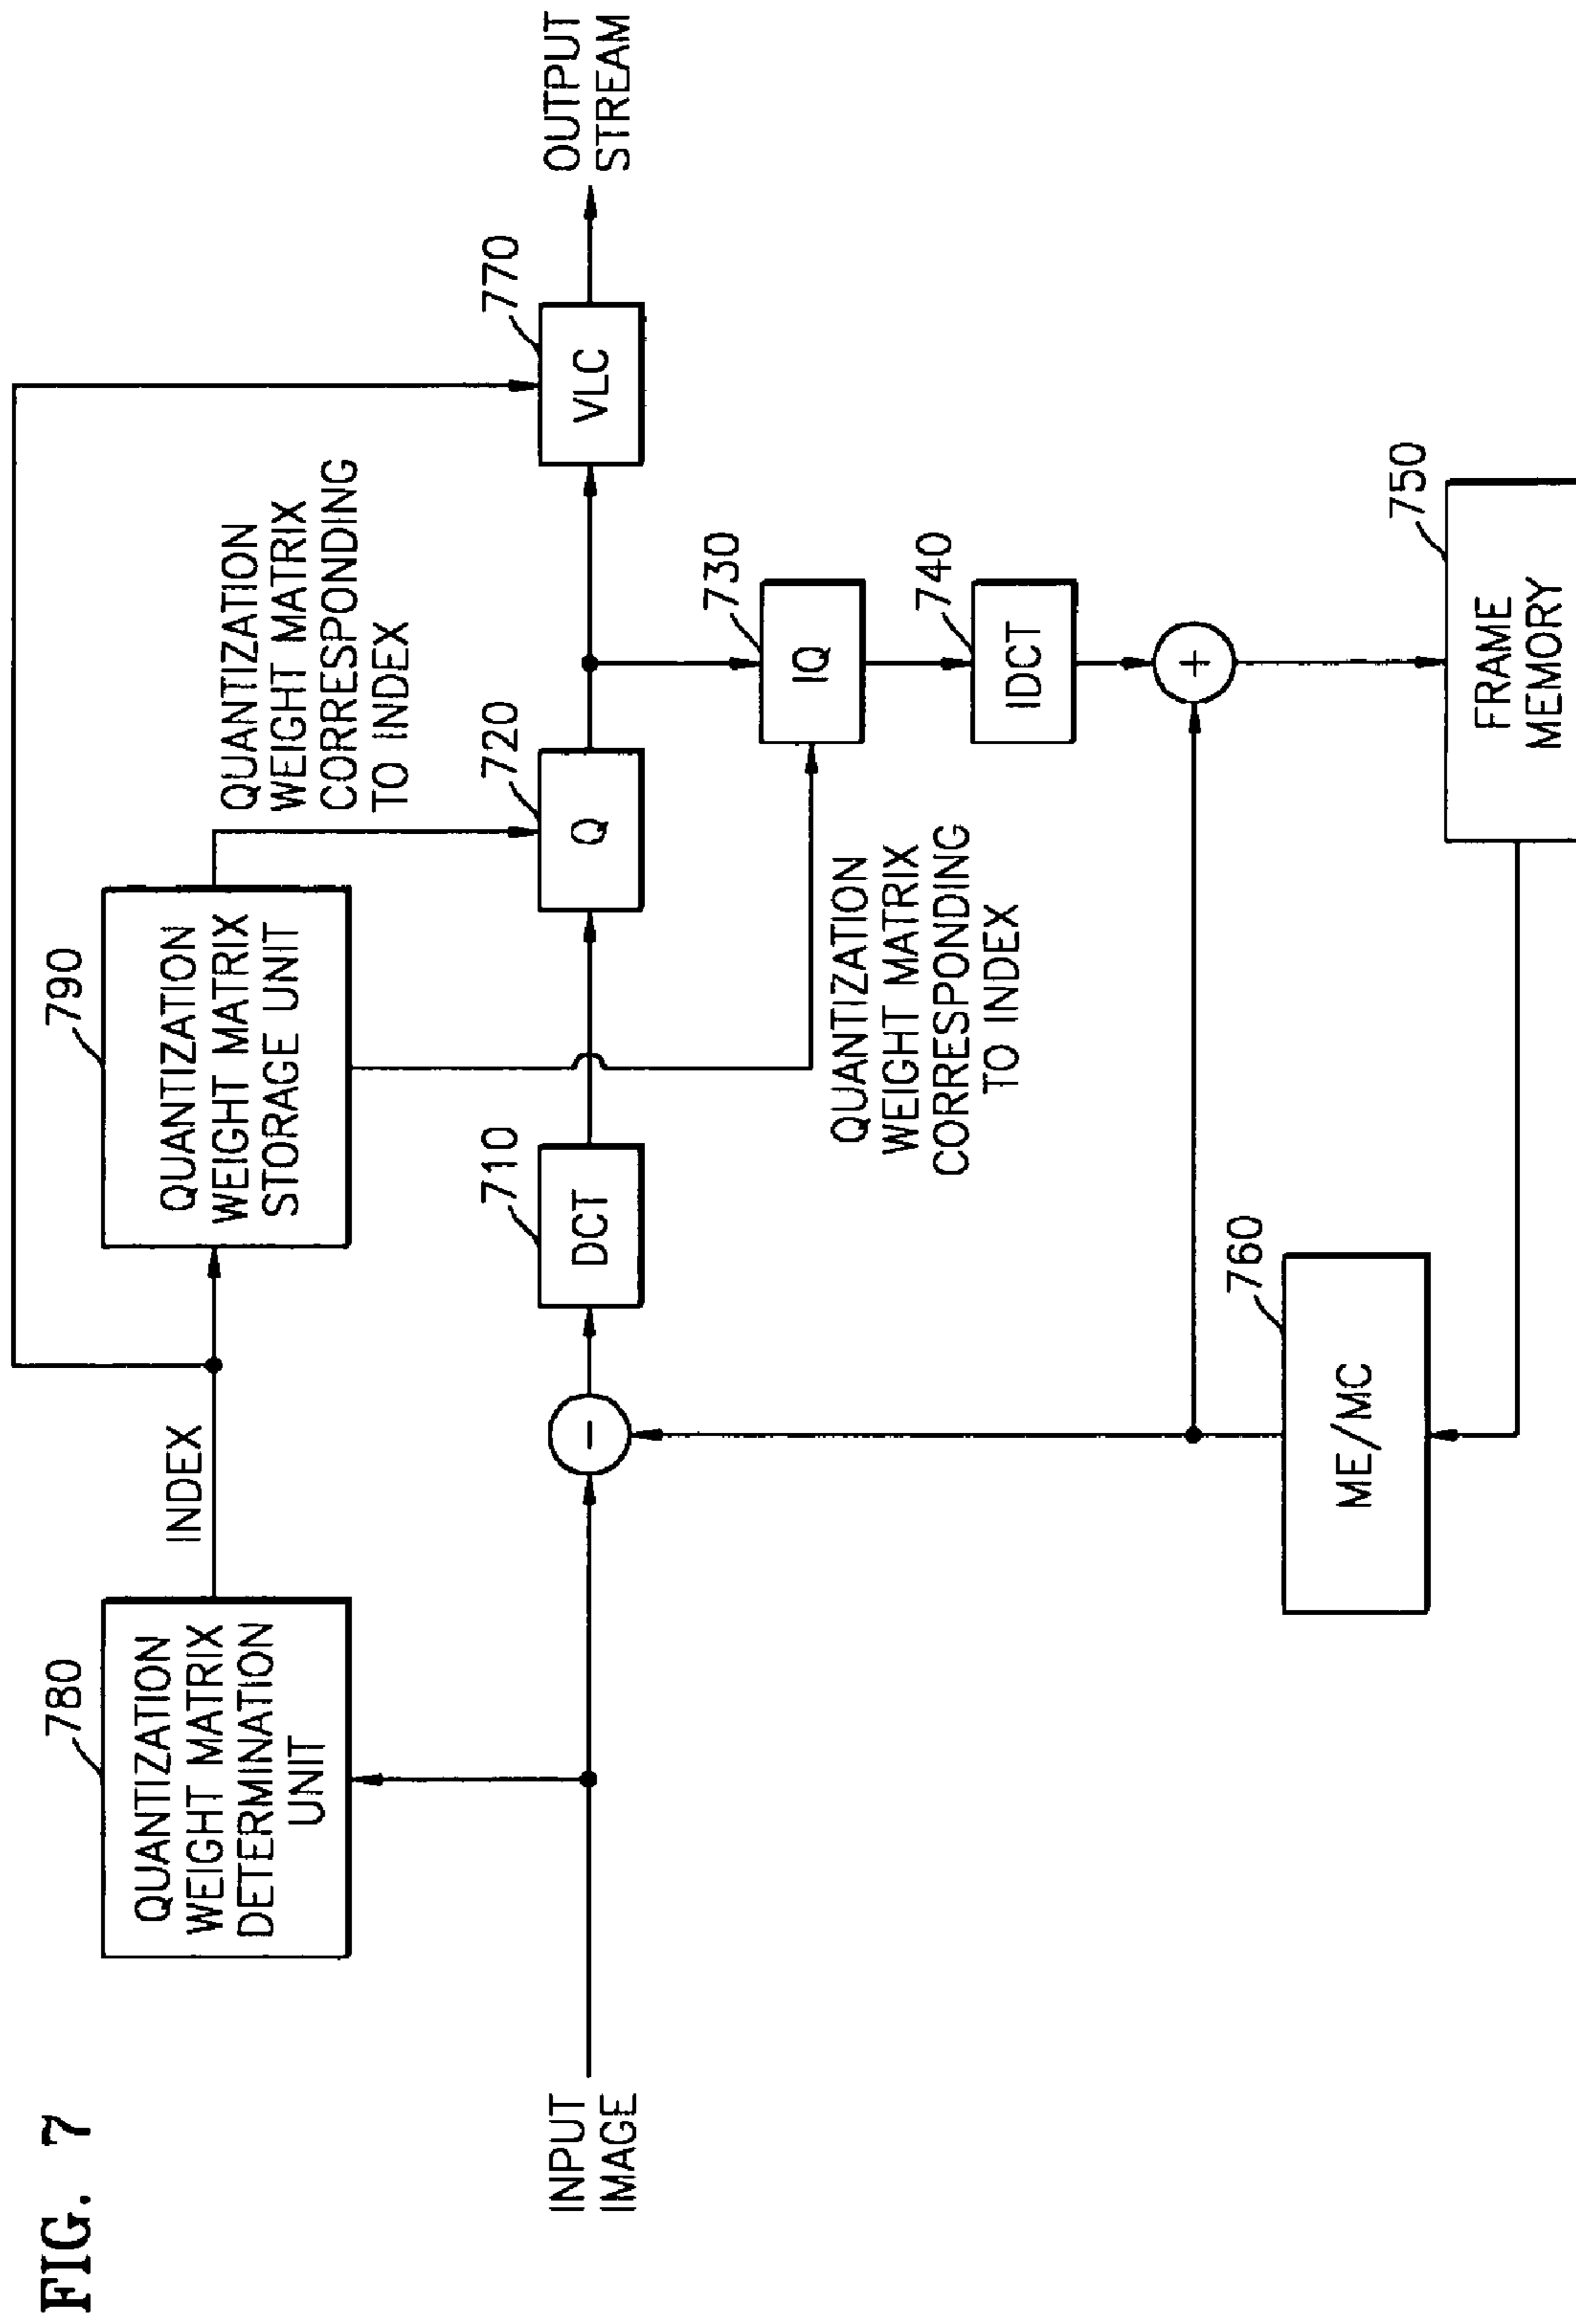 FIG. 7
780
QUANTIZATION
WEIGHT MATRIX
DETERMINATION
UNIT
INDEX
790
QUANTIZATION
WEIGHT MATRIX
STORAGE UNIT
QUANTIZATION
WEIGHT MATRIX
CORRESPONDING
TO INDEX
INPUT
IMAGE
-
710
DCT
720
Q
770
VLC
OUTPUT
STREAM
QUANTIZATION
WEIGHT MATRIX
CORRESPONDING
TO INDEX
730
IQ
740
IDCT
+
760
ME/MC
750
FRAME
MEMORY